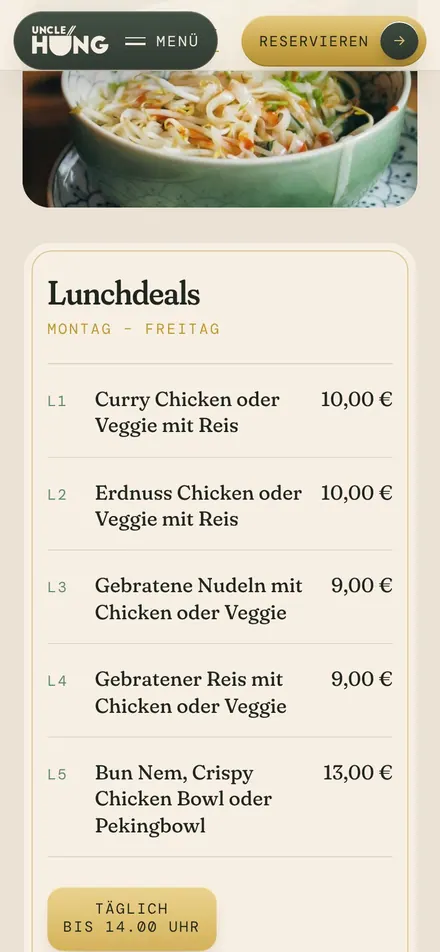 UNCLE
HUNG
MENÜ
RESERVIEREN
Lunchdeals
MONTAG – FREITAG
L1 Curry Chicken oder 10,00 €
Veggie mit Reis
L2 Erdnuss Chicken oder 10,00 €
Veggie mit Reis
L3 Gebratene Nudeln mit 9,00 €
Chicken oder Veggie
L4 Gebratener Reis mit 9,00 €
Chicken oder Veggie
L5 Bun Nem, Crispy 13,00 €
Chicken Bowl oder
Pekingbowl
TÄGLICH
BIS 14.00 UHR